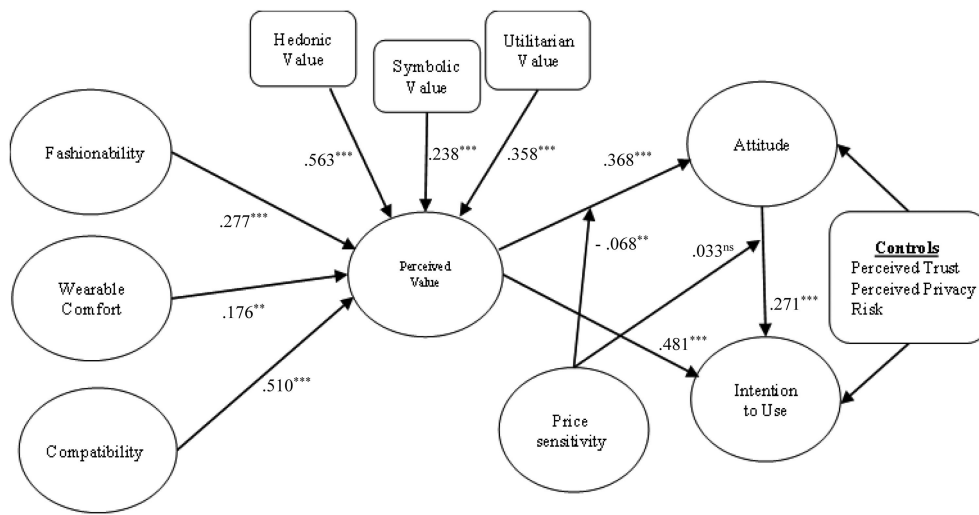 Hedonic
Value
Symbolic
Value
Utilitarian
Value
Fashionability
.563***
.238***
.358***
.368***
Attitude
.277***
Perceived
Value
- .068**
.033ns
Controls
Perceived Trust
Perceived Privacy
Risk
Wearable
Comfort
.176**
.271***
.481***
.510***
Intention
to Use
Price
sensitivity
Compatibility